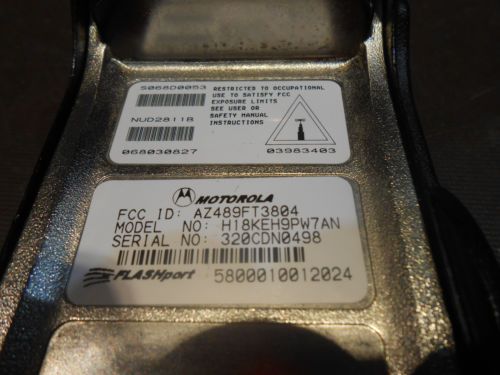 S068D0053
RESTRICTED TO OCCUPATIONAL
USE TO SATISFY FCC
EXPOSURE LIMITS
SEE USER OR
SAFETY MANUAL
INSTRUCTIONS
NUD2811B
068030827
03983403
MOTOROLA
FCC ID: AZ489FT3804
MODEL NO: H18KEH9PW7AN
SERIAL NO: 320CDN0498
FLASHport 5800010012024